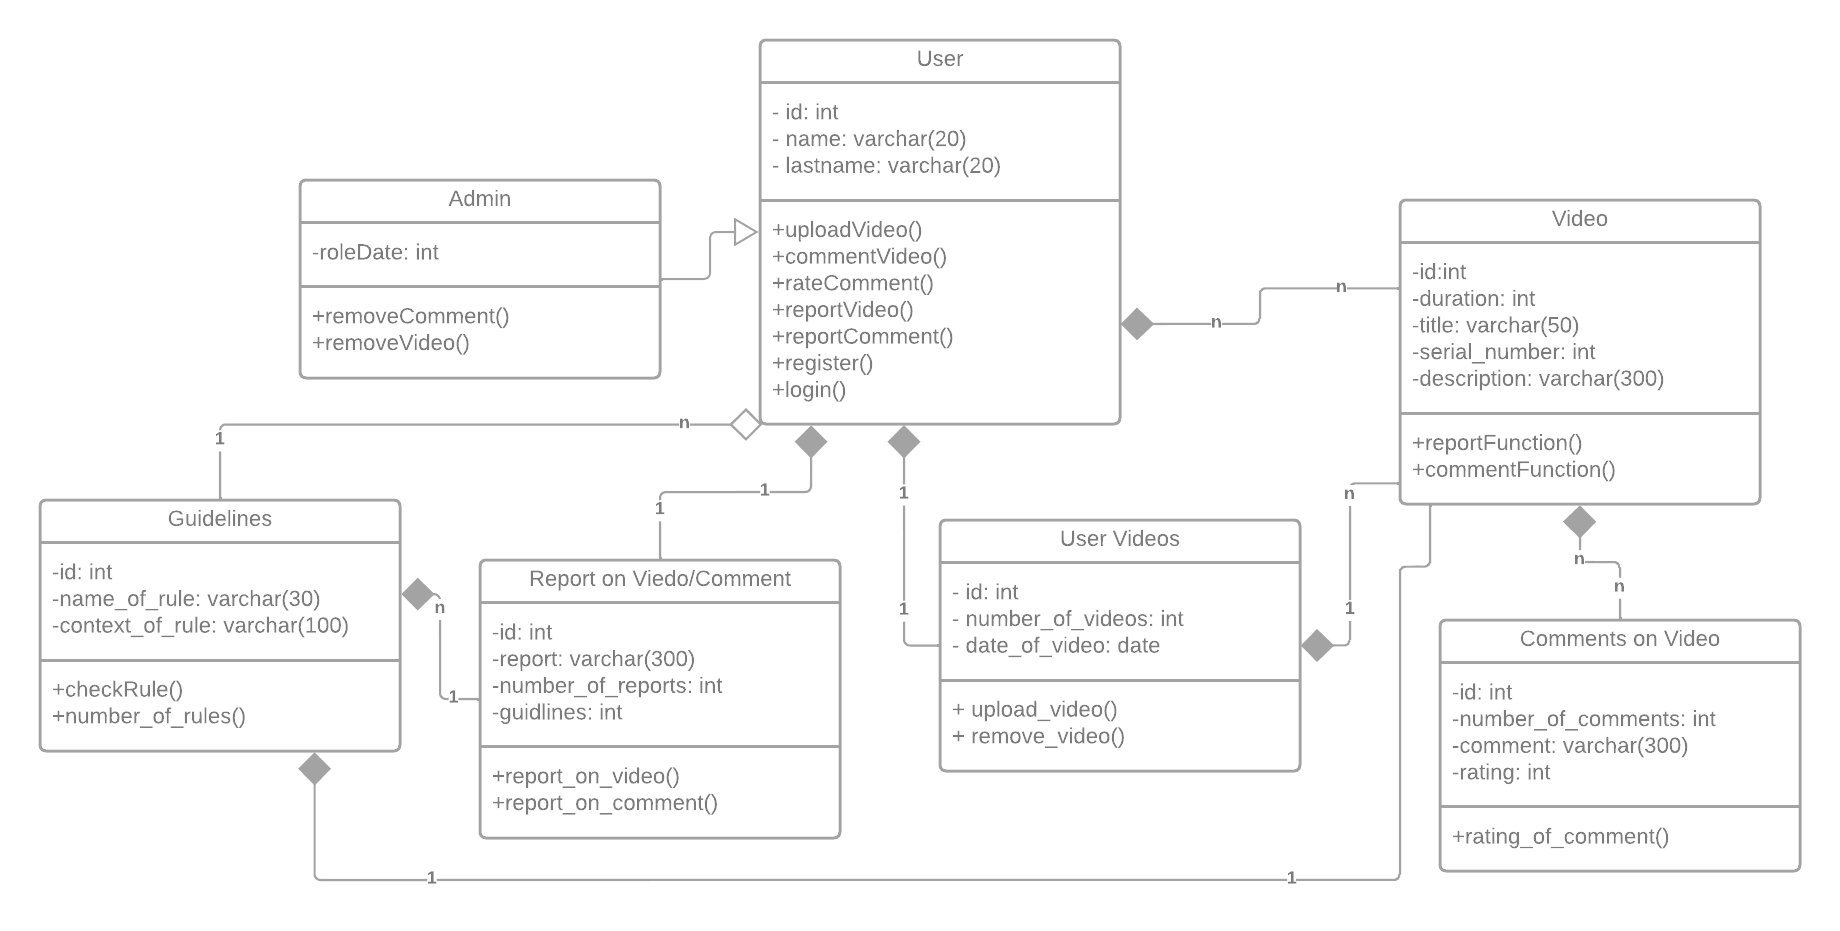 User
- id: int
- name: varchar(20)
- lastname: varchar(20)
+uploadVideo()
+commentVideo()
+rateComment()
+reportVideo()
+reportComment()
+register()
+login()
Admin
-roleDate: int
+removeComment()
+removeVideo()
Video
-id:int
-duration: int
-title: varchar(50)
-serial_number: int
-description: varchar(300)
+reportFunction()
+commentFunction()
n
n
n
1
1
1
1
1
n
1
n
n
Guidelines
-id: int
-name_of_rule: varchar(30)
-context_of_rule: varchar(100)
+checkRule()
+number_of_rules()
n
1
Report on Viedo/Comment
-id: int
-report: varchar(300)
-number_of_reports: int
-guidlines: int
+report_on_video()
+report_on_comment()
User Videos
- id: int
- number_of_videos: int
- date_of_video: date
+ upload_video()
+ remove_video()
Comments on Video
-id: int
-number_of_comments: int
-comment: varchar(300)
-rating: int
+rating_of_comment()
1
1